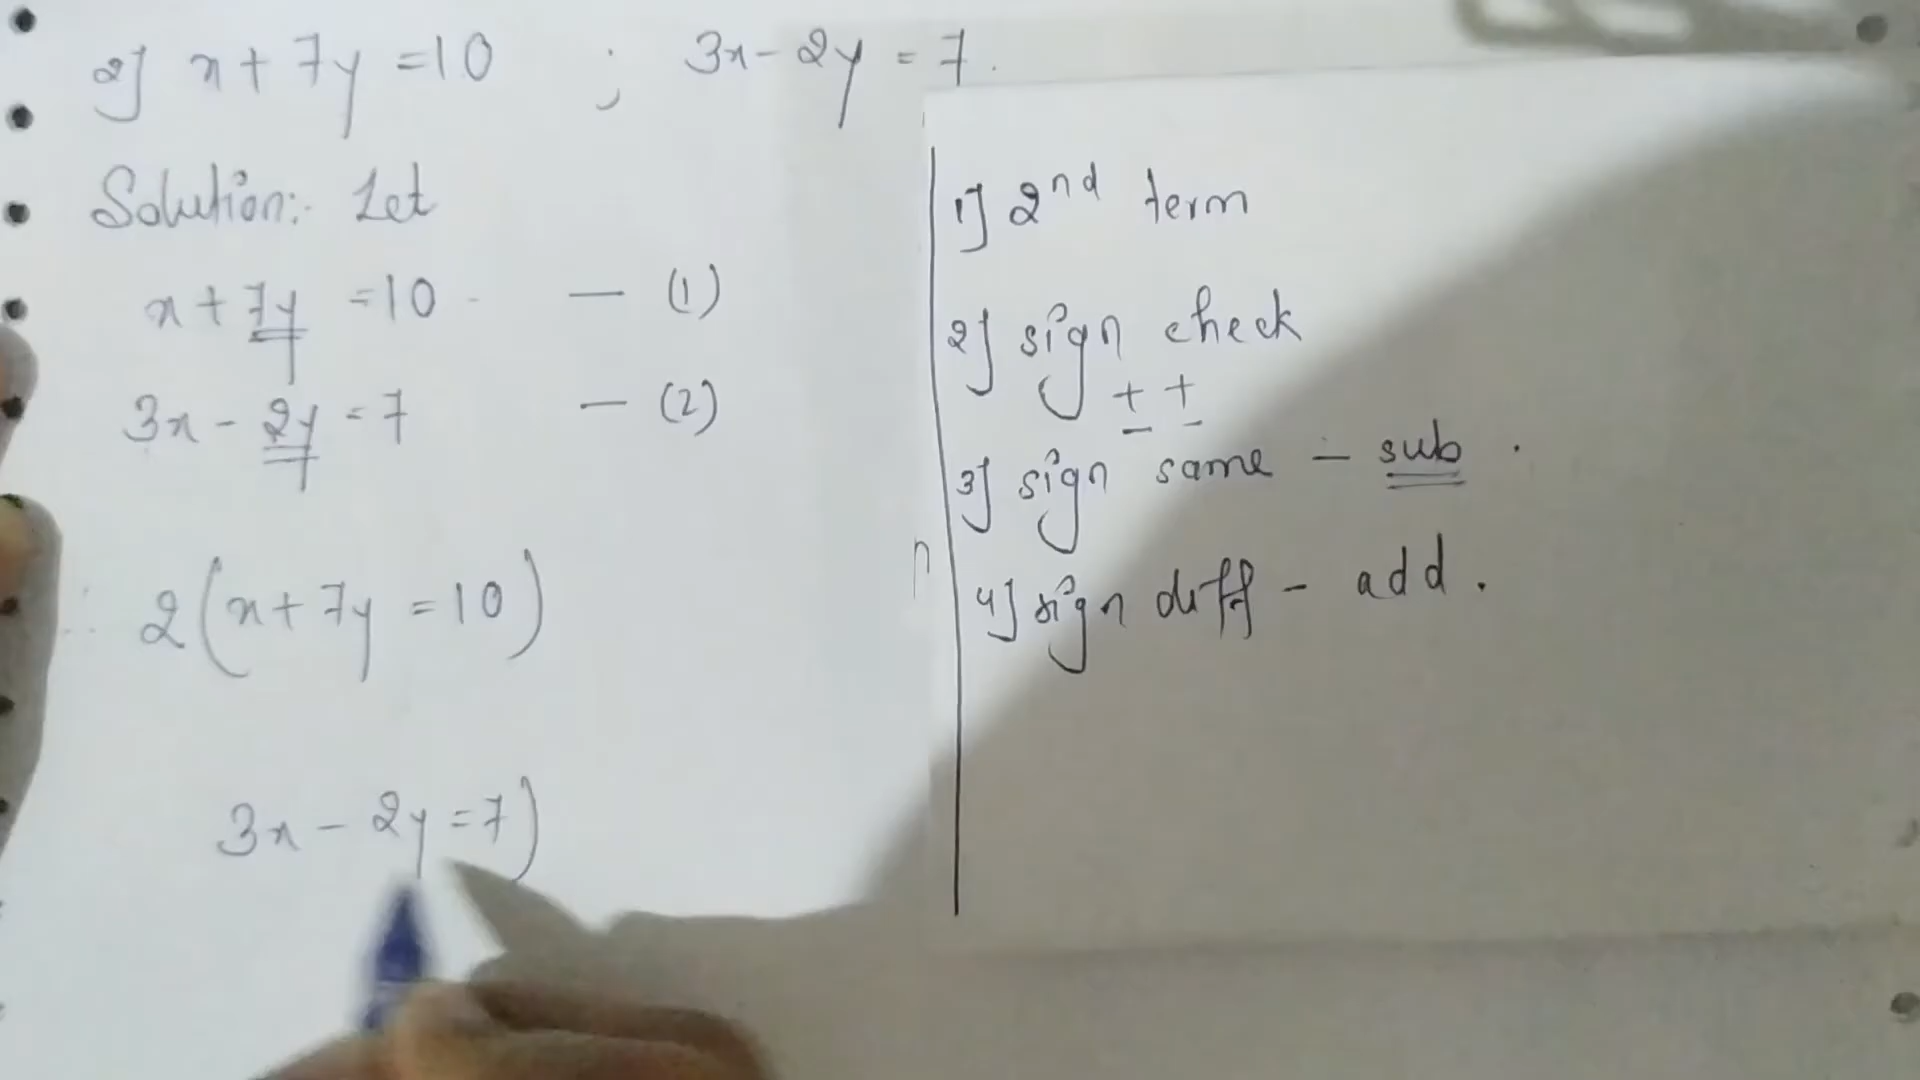 2] x + 7y = 10 ; 3x - 2y = 7.
Solution:- Let
x + 7y = 10 — (1)
3x - 2y = 7 — (2)
∴ 2(x + 7y = 10)
3x - 2y = 7)
1] 2nd term
2] sign check
+ +
- -
3] sign same - sub.
4] sign diff - add.